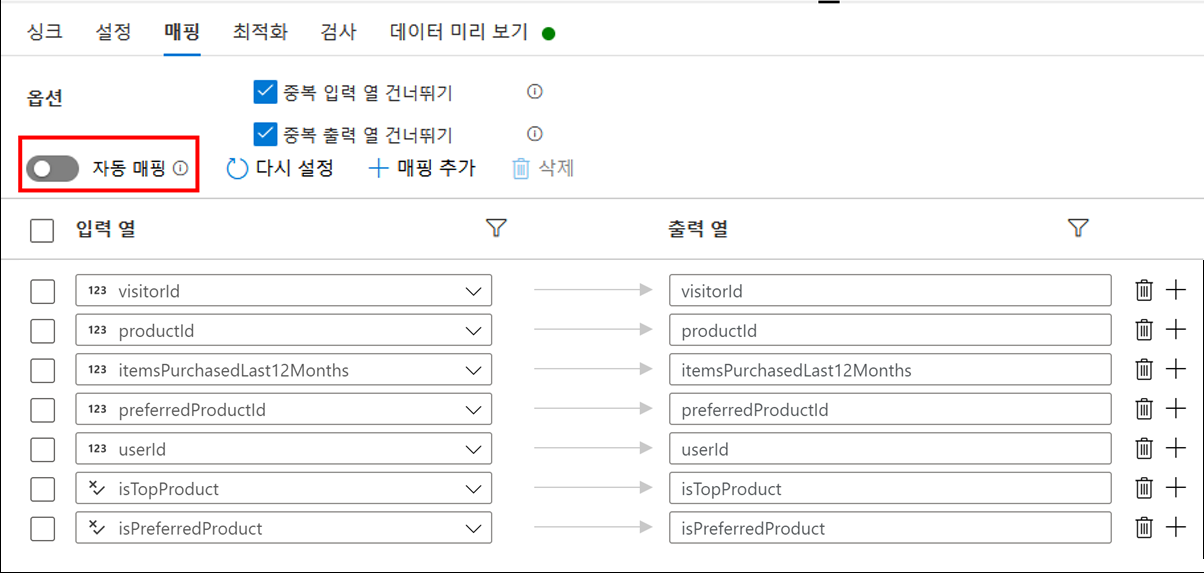 싱크 설정 매핑 최적화 검사 데이터 미리 보기
옵션
중복 입력 열 건너뛰기
중복 출력 열 건너뛰기
자동 매핑 다시 설정 매핑 추가 삭제
입력 열 출력 열
123 visitorId visitorId
123 productId productId
123 itemsPurchasedLast12Months itemsPurchasedLast12Months
123 preferredProductId preferredProductId
123 userId userId
isTopProduct isTopProduct
isPreferredProduct isPreferredProduct